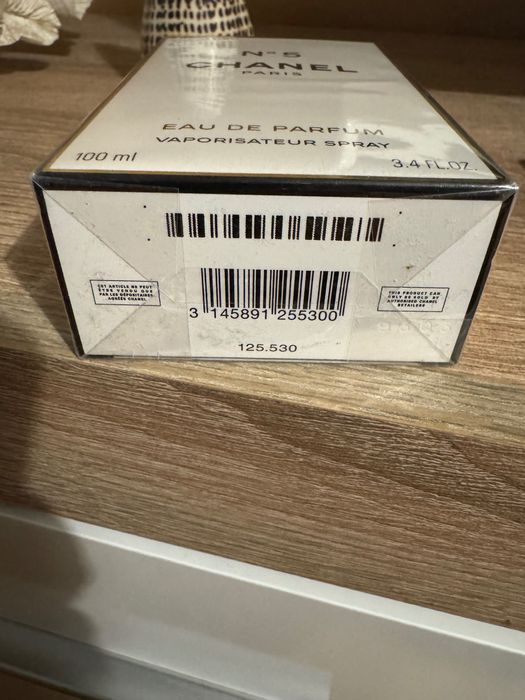 N°5
CHANEL
PARIS
EAU DE PARFUM
VAPORISATEUR SPRAY
100 ml
3.4 FL.OZ.
CET ARTICLE NE PEUT
ÊTRE VENDU QUE
PAR LES DÉPOSITAIRES
AGRÉÉS CHANEL
THIS PRODUCT CAN
ONLY BE SOLD BY
AUTHORISED CHANEL
RETAILERS
3 145891 255300
125.530